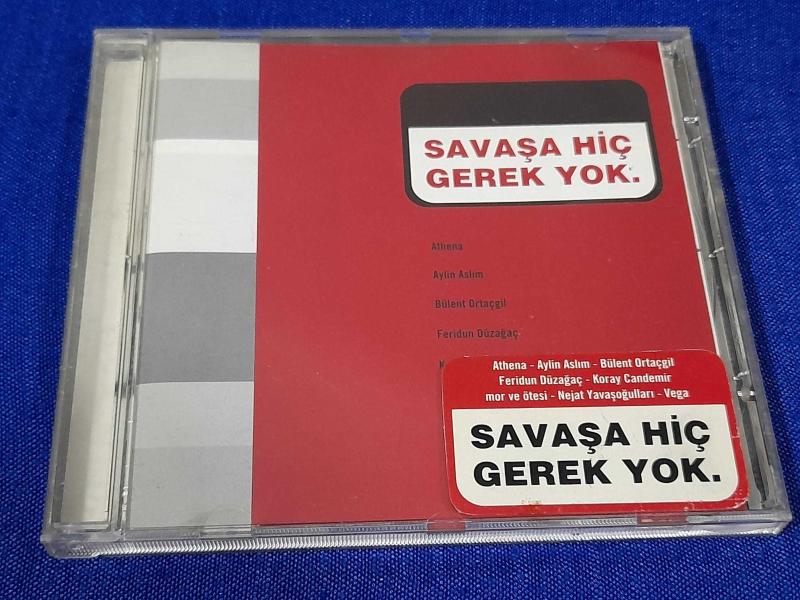 SAVAŞA HİÇ
GEREK YOK.
Athena
Aylin Aslım
Bülent Ortaçgil
Feridun Düzağaç
Athena - Aylin Aslım - Bülent Ortaçgil
Feridun Düzağaç - Koray Candemir
mor ve ötesi - Nejat Yavaşoğulları - Vega
SAVAŞA HİÇ
GEREK YOK.